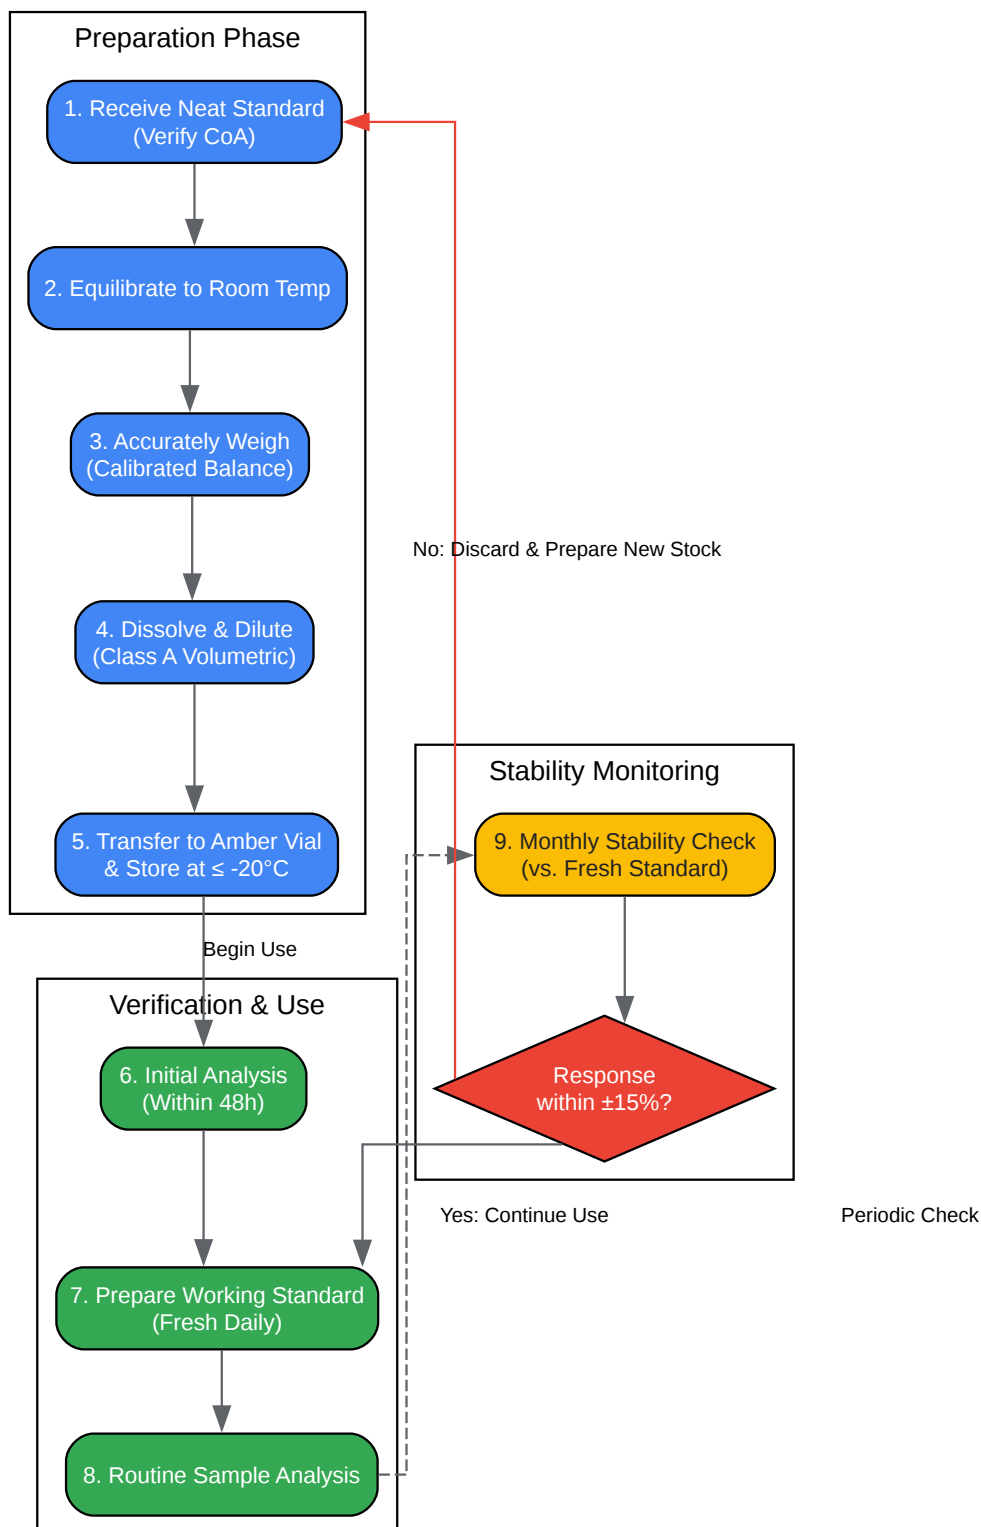 Preparation Phase
1. Receive Neat Standard
(Verify CoA)
2. Equilibrate to Room Temp
3. Accurately Weigh
(Calibrated Balance)
No: Discard & Prepare New Stock
4. Dissolve & Dilute
(Class A Volumetric)
5. Transfer to Amber Vial
& Store at ≤ -20°C
Begin Use
Stability Monitoring
9. Monthly Stability Check
(vs. Fresh Standard)
Response
within ±15%?
Verification & Use
6. Initial Analysis
(Within 48h)
Yes: Continue Use
Periodic Check
7. Prepare Working Standard
(Fresh Daily)
8. Routine Sample Analysis